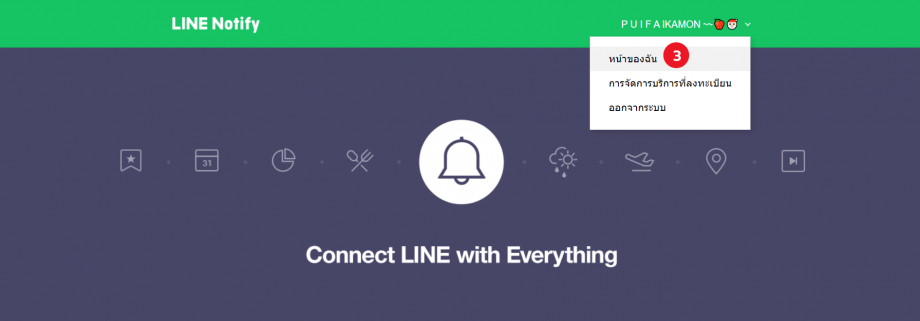 LINE Notify
P U I F A IKAMON ~~🍎🎅
หน้าของฉัน 3
การจัดการบริการที่ลงทะเบียน
ออกจากระบบ
31
Connect LINE with Everything